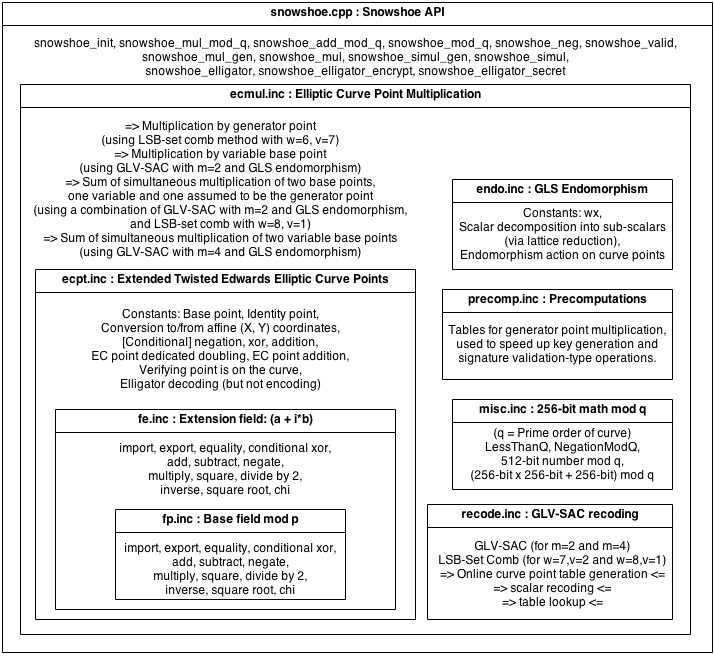 snowshoe.cpp : Snowshoe API
snowshoe_init, snowshoe_mul_mod_q, snowshoe_add_mod_q, snowshoe_mod_q, snowshoe_neg, snowshoe_valid,
snowshoe_mul_gen, snowshoe_mul, snowshoe_simul_gen, snowshoe_simul,
snowshoe_elligator, snowshoe_elligator_encrypt, snowshoe_elligator_secret
ecmul.inc : Elliptic Curve Point Multiplication
=> Multiplication by generator point
(using LSB-set comb method with w=6, v=7)
=> Multiplication by variable base point
(using GLV-SAC with m=2 and GLS endomorphism)
=> Sum of simultaneous multiplication of two base points,
one variable and one assumed to be the generator point
(using a combination of GLV-SAC with m=2 and GLS endomorphism,
and LSB-set comb with w=8, v=1)
=> Sum of simultaneous multiplication of two variable base points
(using GLV-SAC with m=4 and GLS endomorphism)
ecpt.inc : Extended Twisted Edwards Elliptic Curve Points
Constants: Base point, Identity point,
Conversion to/from affine (X, Y) coordinates,
[Conditional] negation, xor, addition,
EC point dedicated doubling, EC point addition,
Verifying point is on the curve,
Elligator decoding (but not encoding)
fe.inc : Extension field: (a + i*b)
import, export, equality, conditional xor,
add, subtract, negate,
multiply, square, divide by 2,
inverse, square root, chi
fp.inc : Base field mod p
import, export, equality, conditional xor,
add, subtract, negate,
multiply, square, divide by 2,
inverse, square root, chi
endo.inc : GLS Endomorphism
Constants: wx,
Scalar decomposition into sub-scalars
(via lattice reduction),
Endomorphism action on curve points
precomp.inc : Precomputations
Tables for generator point multiplication,
used to speed up key generation and
signature validation-type operations.
misc.inc : 256-bit math mod q
(q = Prime order of curve)
LessThanQ, NegationModQ,
512-bit number mod q,
(256-bit x 256-bit + 256-bit) mod q
recode.inc : GLV-SAC recoding
GLV-SAC (for m=2 and m=4)
LSB-Set Comb (for w=7,v=2 and w=8,v=1)
=> Online curve point table generation <=
=> scalar recoding <=
=> table lookup <=